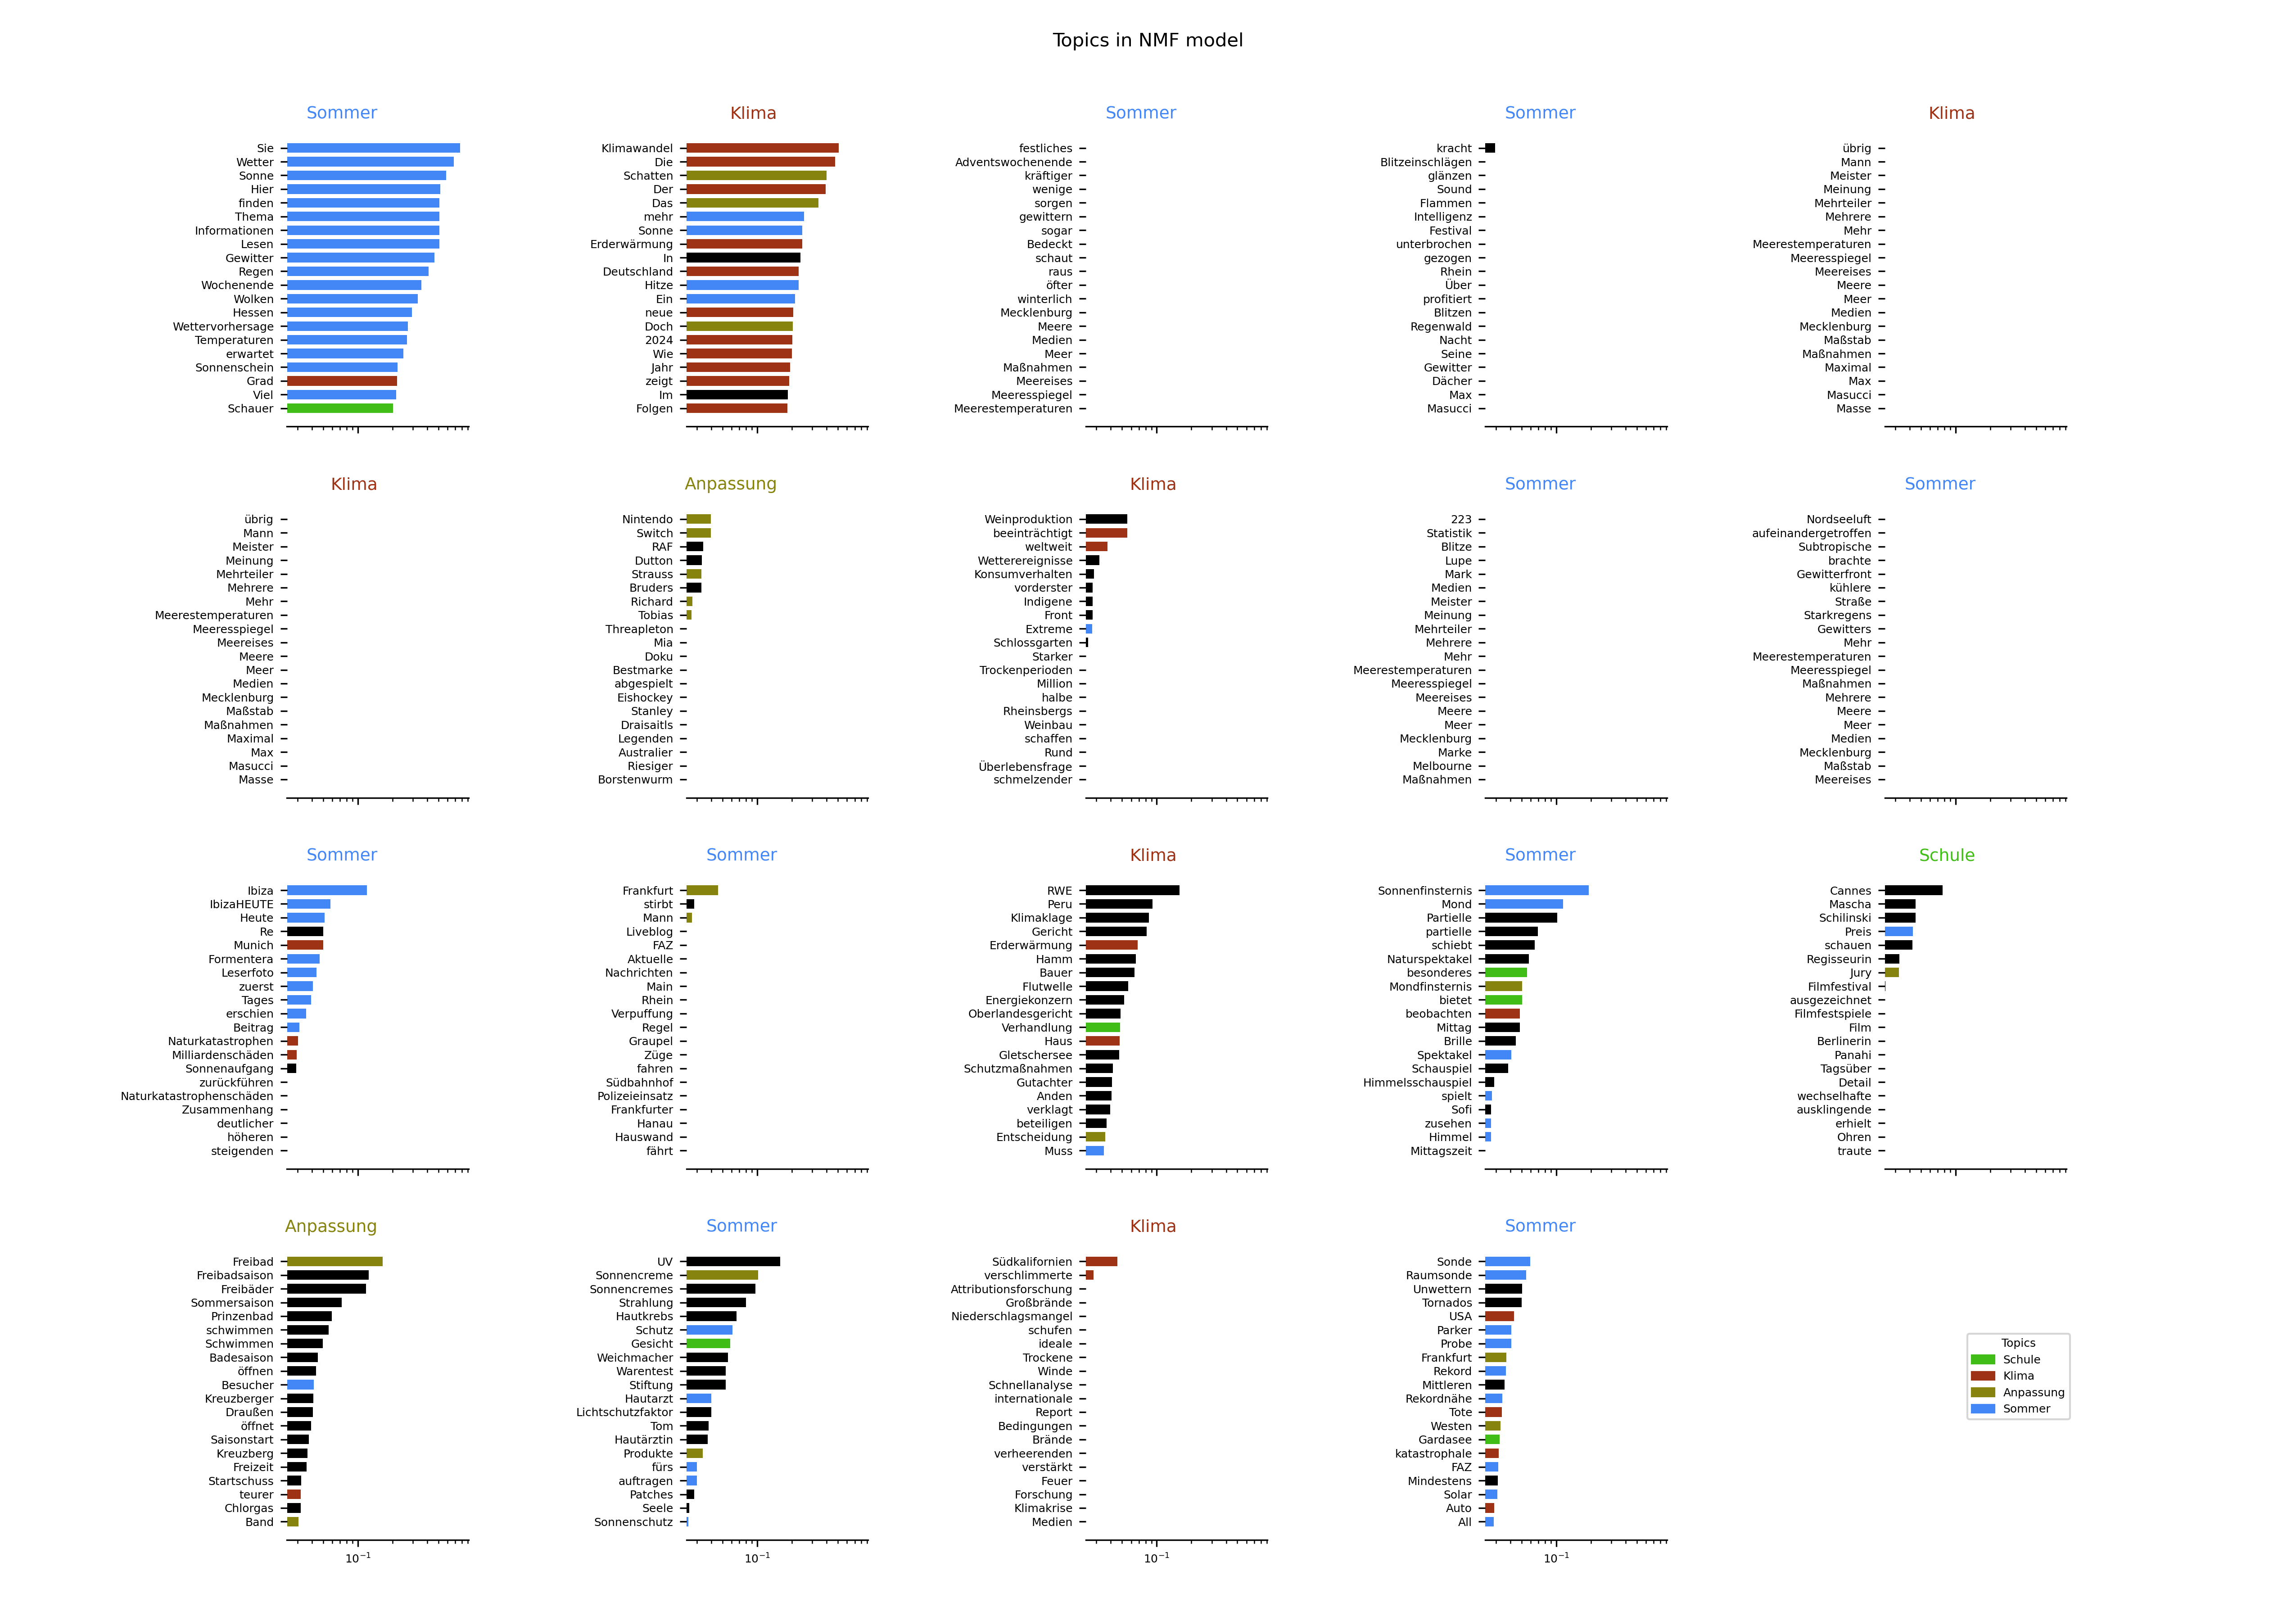 Topics in NMF model
Sommer
Sie
Wetter
Sonne
Hier
finden
Thema
Informationen
Lesen
Gewitter
Regen
Wochenende
Wolken
Hessen
Wettervorhersage
Temperaturen
erwartet
Sonnenschein
Grad
Viel
Schauer
Klima
Klimawandel
Die
Schatten
Der
Das
mehr
Sonne
Erderwärmung
In
Deutschland
Hitze
Ein
neue
Doch
2024
Wie
Jahr
zeigt
Im
Folgen
Sommer
festliches
Adventswochenende
kräftiger
wenige
sorgen
gewittern
sogar
Bedeckt
schaut
raus
öfter
winterlich
Mecklenburg
Meere
Medien
Meer
Maßnahmen
Meereises
Meeresspiegel
Meerestemperaturen
Sommer
kracht
Blitzeinschlägen
glänzen
Sound
Flammen
Intelligenz
Festival
unterbrochen
gezogen
Rhein
Über
profitiert
Blitzen
Regenwald
Nacht
Seine
Gewitter
Dächer
Max
Masucci
Klima
übrig
Mann
Meister
Meinung
Mehrteiler
Mehrere
Mehr
Meerestemperaturen
Meeresspiegel
Meereises
Meere
Meer
Medien
Mecklenburg
Maßstab
Maßnahmen
Maximal
Max
Masucci
Masse
Klima
übrig
Mann
Meister
Meinung
Mehrteiler
Mehrere
Mehr
Meerestemperaturen
Meeresspiegel
Meereises
Meere
Meer
Medien
Mecklenburg
Maßstab
Maßnahmen
Maximal
Max
Masucci
Masse
Anpassung
Nintendo
Switch
RAF
Dutton
Strauss
Bruders
Richard
Tobias
Threapleton
Mia
Doku
Bestmarke
abgespielt
Eishockey
Stanley
Draisaitls
Legenden
Australier
Riesiger
Borstenwurm
Klima
Weinproduktion
beeinträchtigt
weltweit
Wetterereignisse
Konsumverhalten
vorderster
Indigene
Front
Extreme
Schlossgarten
Starker
Trockenperioden
Million
halbe
Rheinsbergs
Weinbau
schaffen
Rund
Überlebensfrage
schmelzender
Sommer
223
Statistik
Blitze
Lupe
Mark
Medien
Meister
Meinung
Mehrteiler
Mehrere
Mehr
Meerestemperaturen
Meeresspiegel
Meereises
Meere
Meer
Mecklenburg
Marke
Melbourne
Maßnahmen
Sommer
Nordseeluft
aufeinandergetroffen
Subtropische
brachte
Gewitterfront
kühlere
Straße
Starkregens
Gewitters
Mehr
Meerestemperaturen
Meeresspiegel
Maßnahmen
Mehrere
Meere
Meer
Medien
Mecklenburg
Maßstab
Meereises
Sommer
Ibiza
IbizaHEUTE
Heute
Re
Munich
Formentera
Leserfoto
zuerst
Tages
erschien
Beitrag
Naturkatastrophen
Milliardenschäden
Sonnenaufgang
zurückführen
Naturkatastrophenschäden
Zusammenhang
deutlicher
höheren
steigenden
Sommer
Frankfurt
stirbt
Mann
Liveblog
FAZ
Aktuelle
Nachrichten
Main
Rhein
Verpuffung
Regel
Graupel
Züge
fahren
Südbahnhof
Polizeieinsatz
Frankfurter
Hanau
Hauswand
fährt
Klima
RWE
Peru
Klimaklage
Gericht
Erderwärmung
Hamm
Bauer
Flutwelle
Energiekonzern
Oberlandesgericht
Verhandlung
Haus
Gletschersee
Schutzmaßnahmen
Gutachter
Anden
verklagt
beteiligen
Entscheidung
Muss
Sommer
Sonnenfinsternis
Mond
Partielle
partielle
schiebt
Naturspektakel
besonderes
Mondfinsternis
bietet
beobachten
Mittag
Brille
Spektakel
Schauspiel
Himmelsschauspiel
spielt
Sofi
zusehen
Himmel
Mittagszeit
Schule
Cannes
Mascha
Schilinski
Preis
schauen
Regisseurin
Jury
Filmfestival
ausgezeichnet
Filmfestspiele
Film
Berlinerin
Panahi
Tagsüber
Detail
wechselhafte
ausklingende
erhielt
Ohren
traute
Anpassung
Freibad
Freibadsaison
Freibäder
Sommersaison
Prinzenbad
schwimmen
Schwimmen
Badesaison
öffnen
Besucher
Kreuzberger
Draußen
öffnet
Saisonstart
Kreuzberg
Freizeit
Startschuss
teurer
Chlorgas
Band
10⁻¹
Sommer
UV
Sonnencreme
Sonnencremes
Strahlung
Hautkrebs
Schutz
Gesicht
Weichmacher
Warentest
Stiftung
Hautarzt
Lichtschutzfaktor
Tom
Hautärztin
Produkte
fürs
auftragen
Patches
Seele
Sonnenschutz
10⁻¹
Klima
Südkalifornien
verschlimmerte
Attributionsforschung
Großbrände
Niederschlagsmangel
schufen
ideale
Trockene
Winde
Schnellanalyse
internationale
Report
Bedingungen
Brände
verheerenden
verstärkt
Feuer
Forschung
Klimakrise
Medien
10⁻¹
Sommer
Sonde
Raumsonde
Unwettern
Tornados
USA
Parker
Probe
Frankfurt
Rekord
Mittleren
Rekordnähe
Tote
Westen
Gardasee
katastrophale
FAZ
Mindestens
Solar
Auto
All
10⁻¹
Topics
Schule
Klima
Anpassung
Sommer